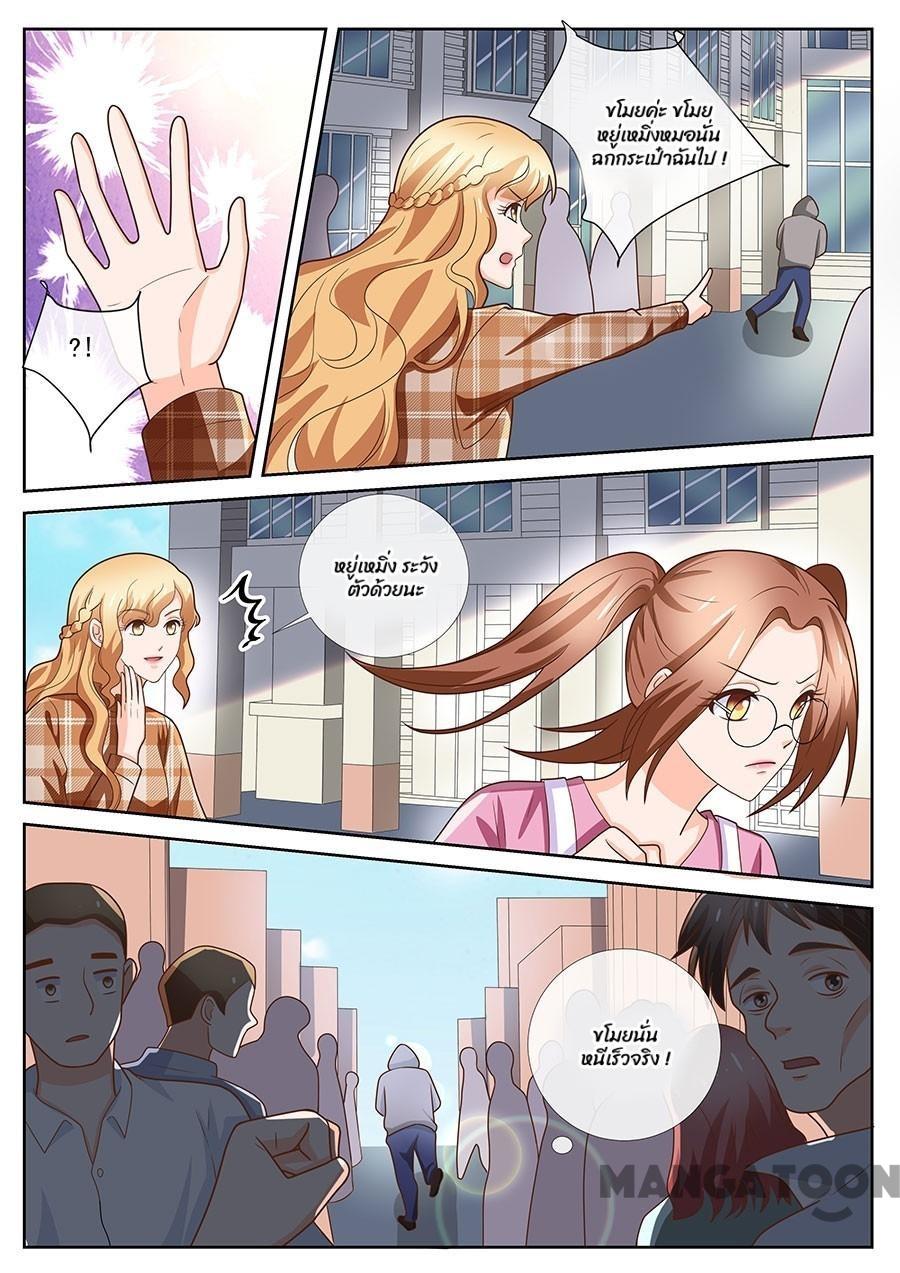 ?!
ขโมยค่ะ ขโมย
หยู่เหมิ่งหมอนั่น
ฉกกระเป๋าฉันไป !
หยู่เหมิ่ง ระวัง
ตัวด้วยนะ
ขโมยนั่น
หนีเร็วจริง !
MANGATOON